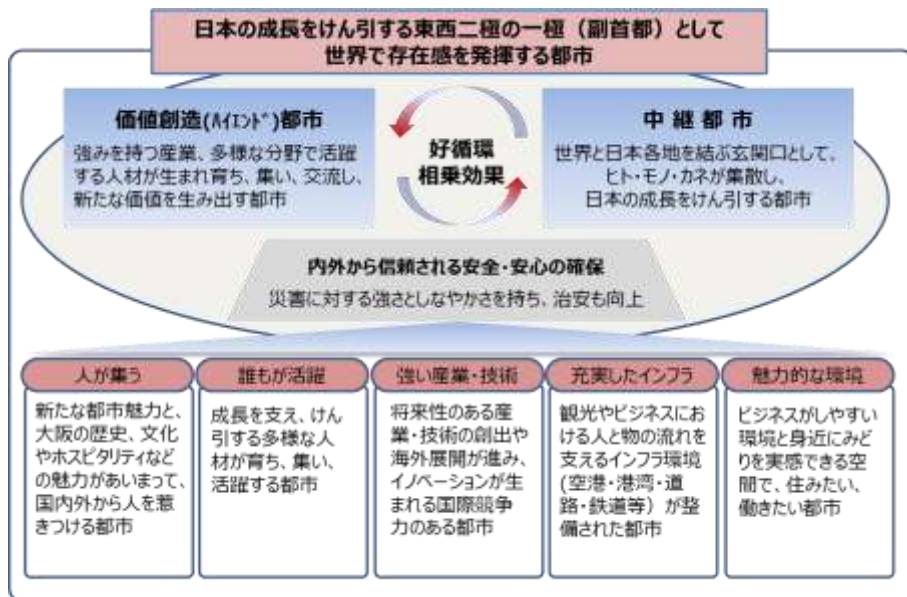 日本の成長をけん引する東西二極の一極（副首都）として
世界で存在感を発揮する都市
価値創造(ﾊｲｴﾝﾄﾞ)都市
強みを持つ産業、多様な分野で活躍
する人材が生まれ育ち、集い、交流し、
新たな価値を生み出す都市
好循環
相乗効果
中 継 都 市
世界と日本各地を結ぶ玄関口として、
ヒト・モノ・カネが集散し、
日本の成長をけん引する都市
内外から信頼される安全・安心の確保
災害に対する強さとしなやかさを持ち、治安も向上
人が集う
新たな都市魅力と、
大阪の歴史、文化
やホスピタリティなど
の魅力があいまって、
国内外から人を惹
きつける都市
誰もが活躍
成長を支え、けん
引する多様な人
材が育ち、集い、
活躍する都市
強い産業・技術
将来性のある産
業・技術の創出や
海外展開が進み、
イノベーションが
生まれる国際競争
力のある都市
充実したインフラ
観光やビジネスにお
ける人と物の流れを
支えるインフラ環境
(空港・港湾・道
路・鉄道等）が整
備された都市
魅力的な環境
ビジネスがしやすい
環境と身近にみど
りを実感できる空
間で、住みたい、
働きたい都市